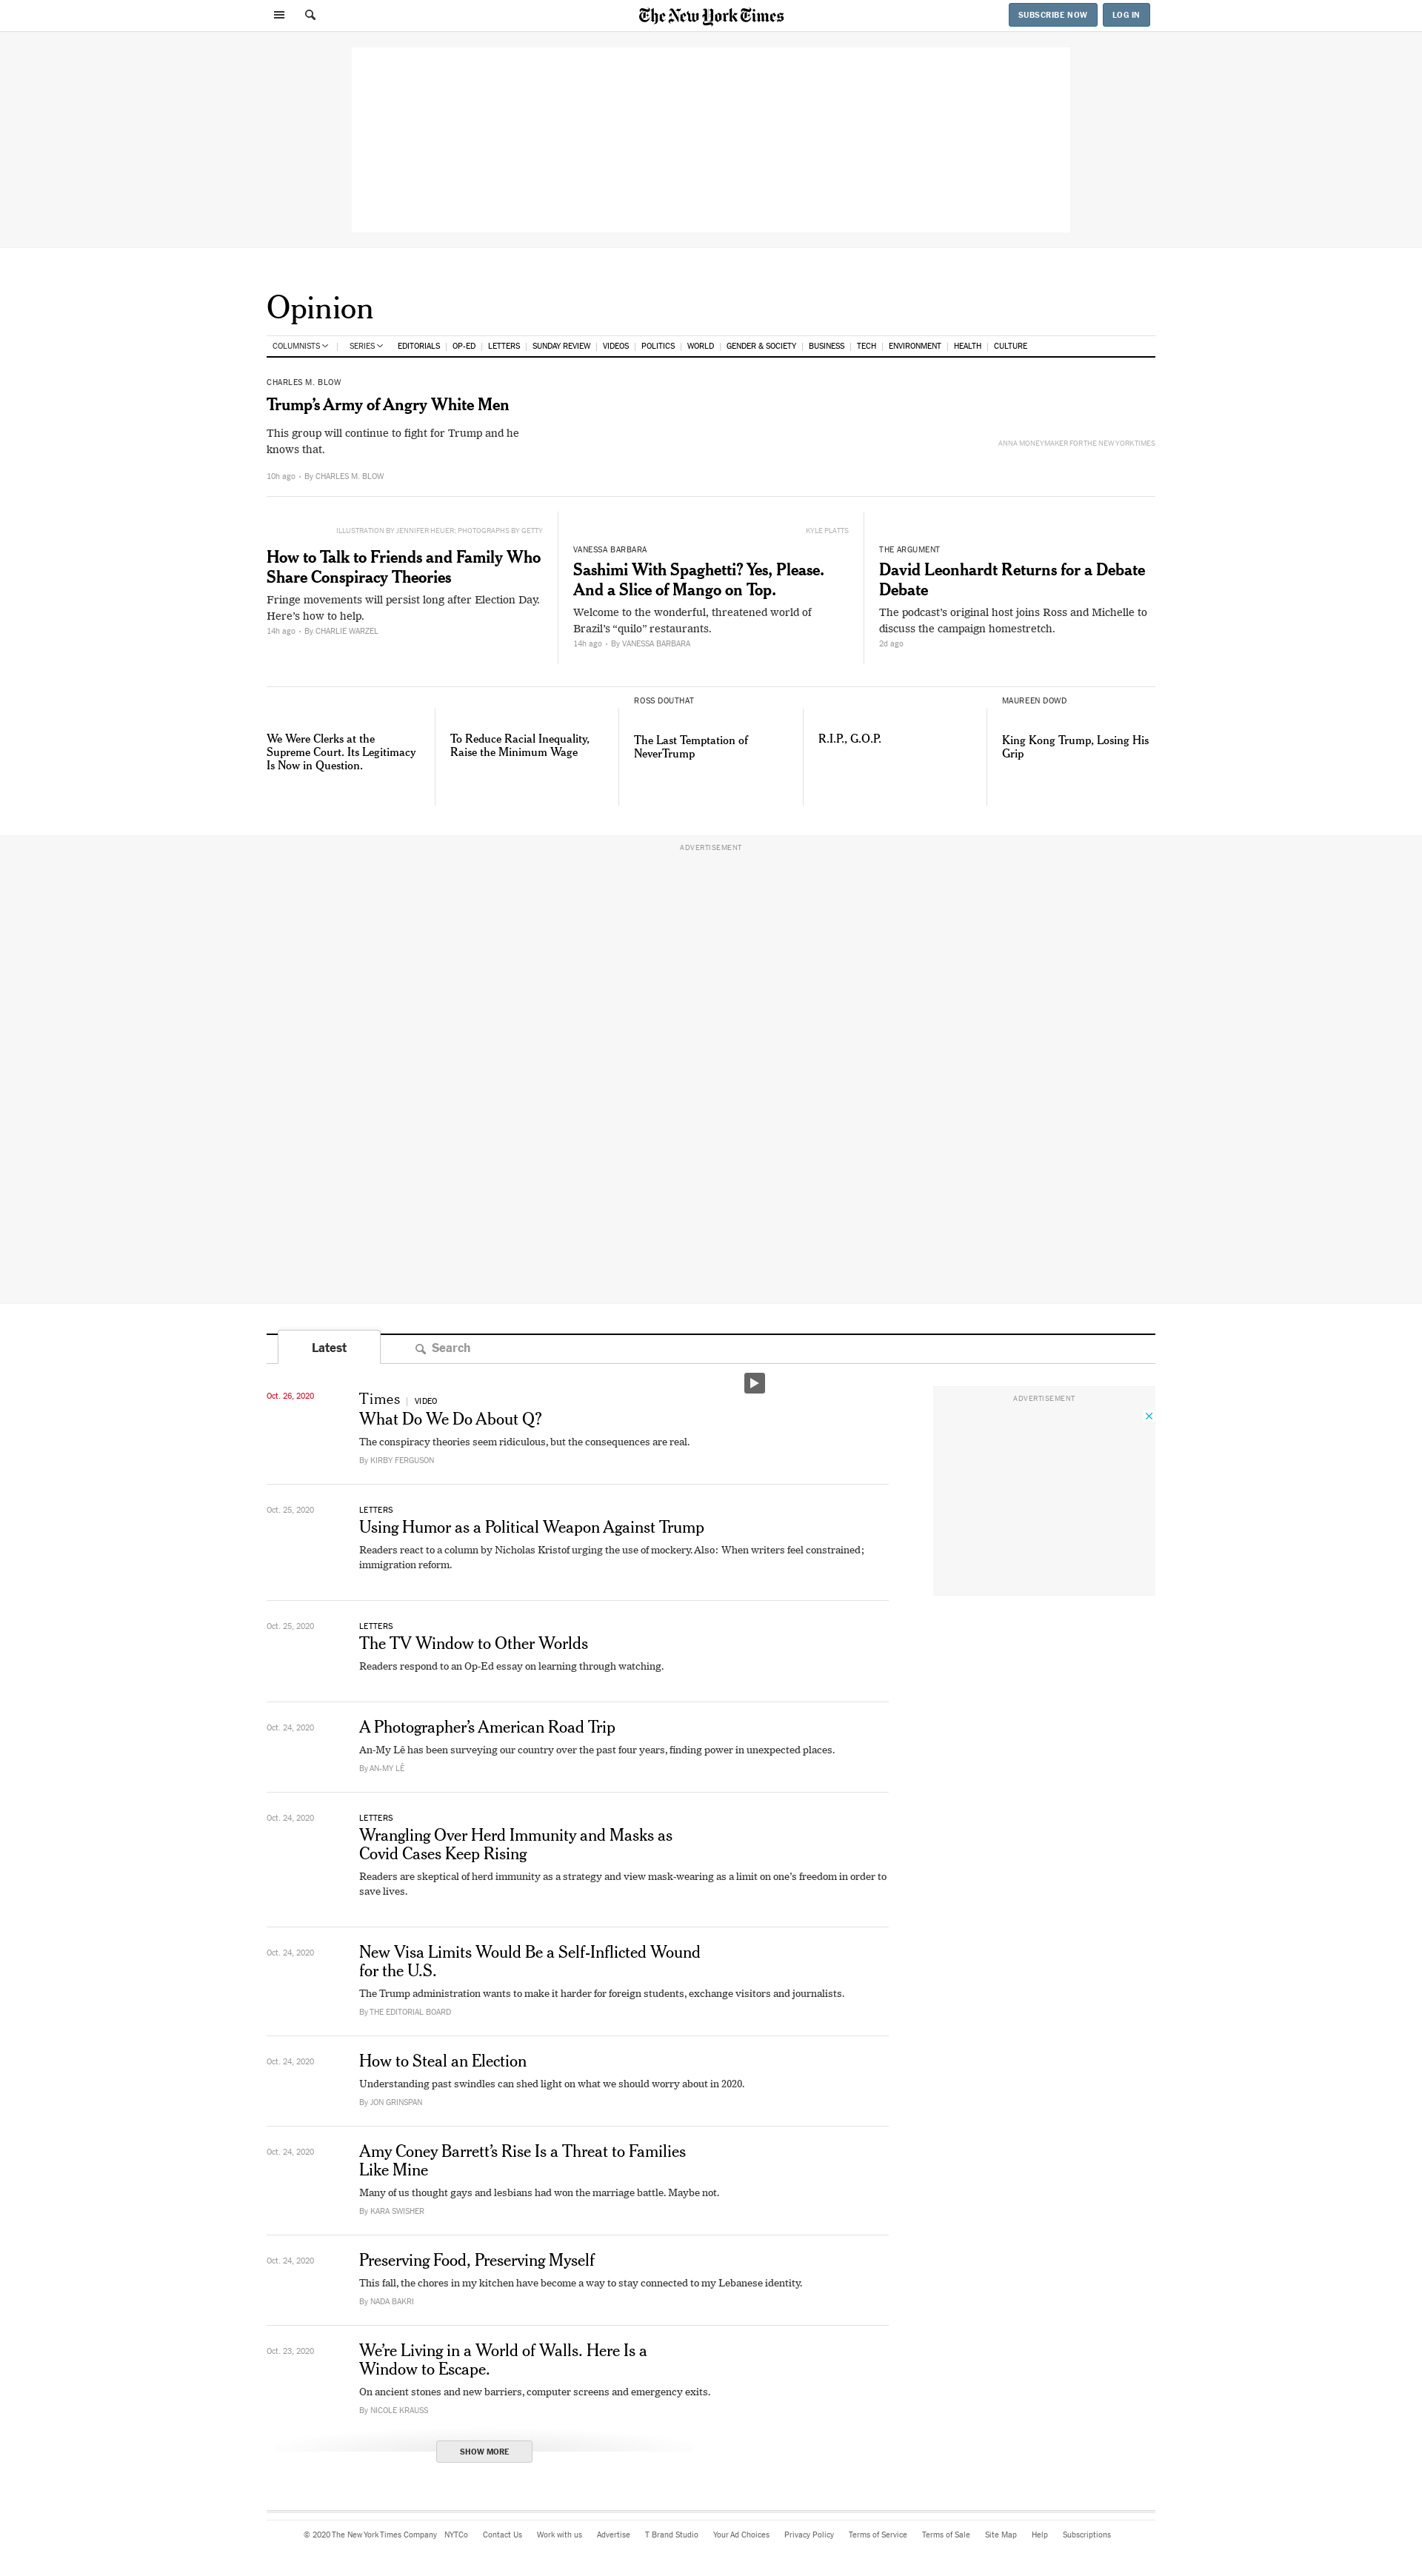 The New York Times
SUBSCRIBE NOW
LOG IN
Opinion
COLUMNISTS
SERIES
EDITORIALS
OP-ED
LETTERS
SUNDAY REVIEW
VIDEOS
POLITICS
WORLD
GENDER & SOCIETY
BUSINESS
TECH
ENVIRONMENT
HEALTH
CULTURE
CHARLES M. BLOW
Trump’s Army of Angry White Men
This group will continue to fight for Trump and he
knows that.
10h ago • By CHARLES M. BLOW
ANNA MONEYMAKER FOR THE NEW YORK TIMES
ILLUSTRATION BY JENNIFER HEUER; PHOTOGRAPHS BY GETTY
How to Talk to Friends and Family Who
Share Conspiracy Theories
Fringe movements will persist long after Election Day.
Here’s how to help.
14h ago • By CHARLIE WARZEL
KYLE PLATTS
VANESSA BARBARA
Sashimi With Spaghetti? Yes, Please.
And a Slice of Mango on Top.
Welcome to the wonderful, threatened world of
Brazil’s “quilo” restaurants.
14h ago • By VANESSA BARBARA
THE ARGUMENT
David Leonhardt Returns for a Debate
Debate
The podcast’s original host joins Ross and Michelle to
discuss the campaign homestretch.
2d ago
We Were Clerks at the
Supreme Court. Its Legitimacy
Is Now in Question.
To Reduce Racial Inequality,
Raise the Minimum Wage
ROSS DOUTHAT
The Last Temptation of
NeverTrump
R.I.P., G.O.P.
MAUREEN DOWD
King Kong Trump, Losing His
Grip
ADVERTISEMENT
Latest
Search
Oct. 26, 2020
Times | VIDEO
What Do We Do About Q?
The conspiracy theories seem ridiculous, but the consequences are real.
By KIRBY FERGUSON
ADVERTISEMENT
Oct. 25, 2020
LETTERS
Using Humor as a Political Weapon Against Trump
Readers react to a column by Nicholas Kristof urging the use of mockery. Also: When writers feel constrained;
immigration reform.
Oct. 25, 2020
LETTERS
The TV Window to Other Worlds
Readers respond to an Op-Ed essay on learning through watching.
Oct. 24, 2020
A Photographer’s American Road Trip
An-My Lê has been surveying our country over the past four years, finding power in unexpected places.
By AN-MY LÊ
Oct. 24, 2020
LETTERS
Wrangling Over Herd Immunity and Masks as
Covid Cases Keep Rising
Readers are skeptical of herd immunity as a strategy and view mask-wearing as a limit on one’s freedom in order to
save lives.
Oct. 24, 2020
New Visa Limits Would Be a Self-Inflicted Wound
for the U.S.
The Trump administration wants to make it harder for foreign students, exchange visitors and journalists.
By THE EDITORIAL BOARD
Oct. 24, 2020
How to Steal an Election
Understanding past swindles can shed light on what we should worry about in 2020.
By JON GRINSPAN
Oct. 24, 2020
Amy Coney Barrett’s Rise Is a Threat to Families
Like Mine
Many of us thought gays and lesbians had won the marriage battle. Maybe not.
By KARA SWISHER
Oct. 24, 2020
Preserving Food, Preserving Myself
This fall, the chores in my kitchen have become a way to stay connected to my Lebanese identity.
By NADA BAKRI
Oct. 23, 2020
We’re Living in a World of Walls. Here Is a
Window to Escape.
On ancient stones and new barriers, computer screens and emergency exits.
By NICOLE KRAUSS
SHOW MORE
© 2020 The New York Times Company
NYTCo
Contact Us
Work with us
Advertise
T Brand Studio
Your Ad Choices
Privacy Policy
Terms of Service
Terms of Sale
Site Map
Help
Subscriptions